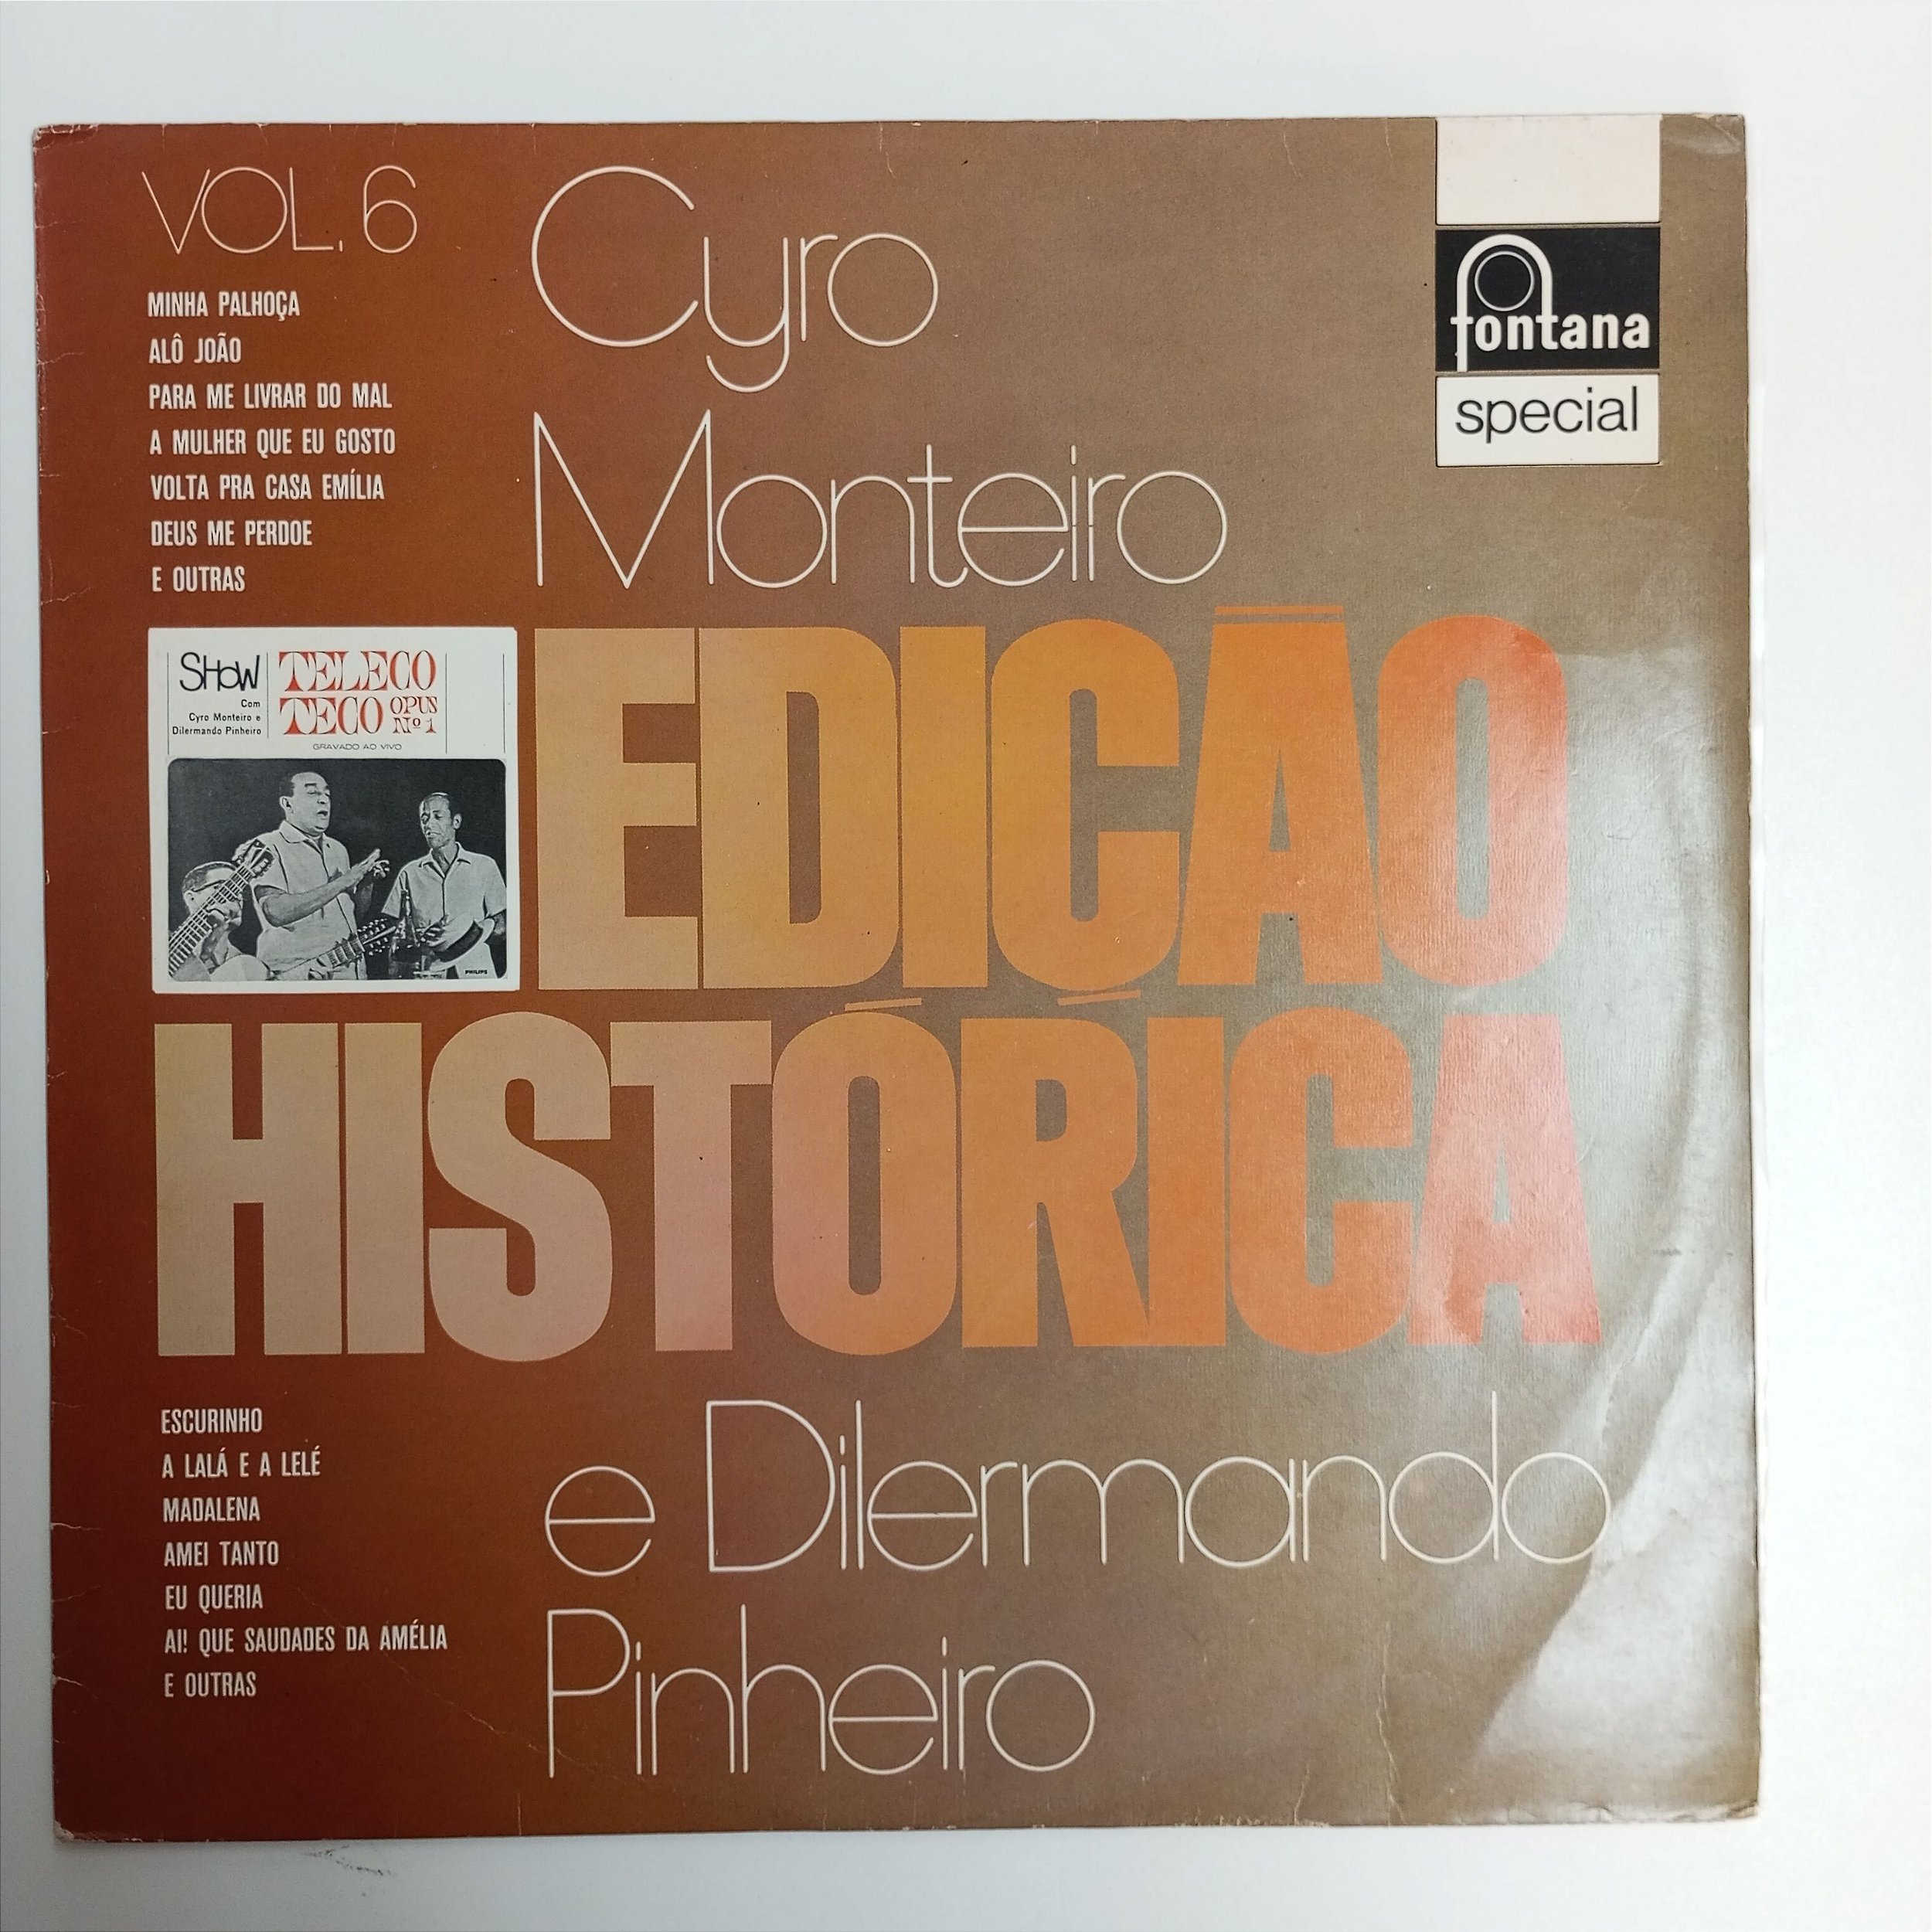 VOL. 6
MINHA PALHOÇA
ALÔ JOÃO
PARA ME LIVRAR DO MAL
A MULHER QUE EU GOSTO
VOLTA PRA CASA EMÍLIA
DEUS ME PERDOE
E OUTRAS
Cyro
Monteiro
fontana
special
SHOW
Com
Cyro Monteiro e
Dilermando Pinheiro
TELECO
TECO OPUS Nº 1
GRAVADO AO VIVO
PHILIPS
EDIÇÃO
HISTÓRICA
ESCURINHO
A LALÁ E A LELÉ
MADALENA
AMEI TANTO
EU QUERIA
AI! QUE SAUDADES DA AMÉLIA
E OUTRAS
e Dilermando
Pinheiro